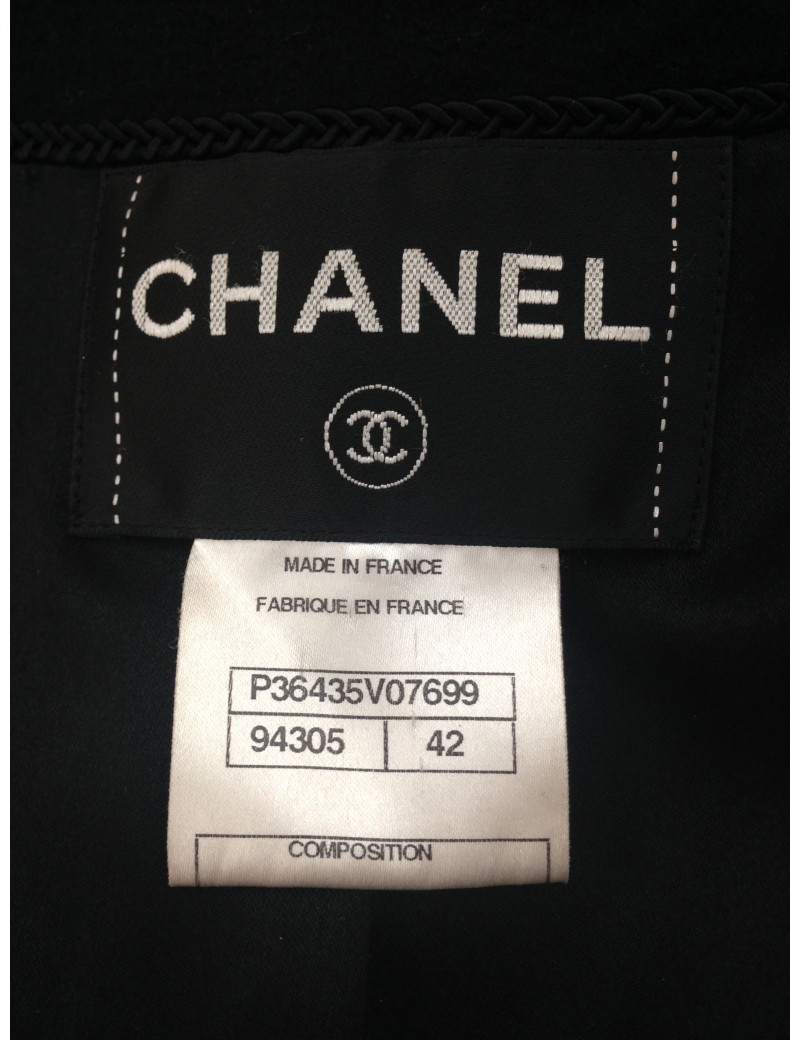 CHANEL
MADE IN FRANCE
FABRIQUE EN FRANCE
P36435V07699
94305 42
COMPOSITION